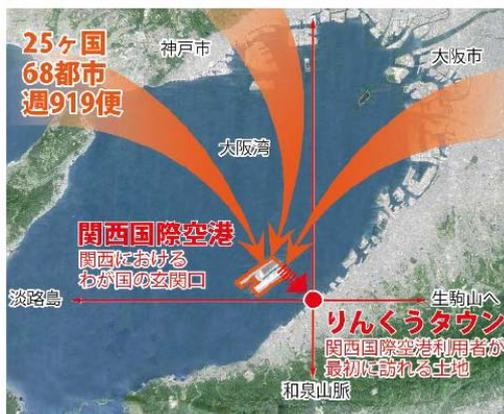 25ヶ国
68都市
週919便
神戸市
大阪市
大阪湾
関西国際空港
関西における
わが国の玄関口
淡路島
生駒山へ
りんくうタウン
関西国際空港利用者が
最初に訪れる土地
和泉山脈